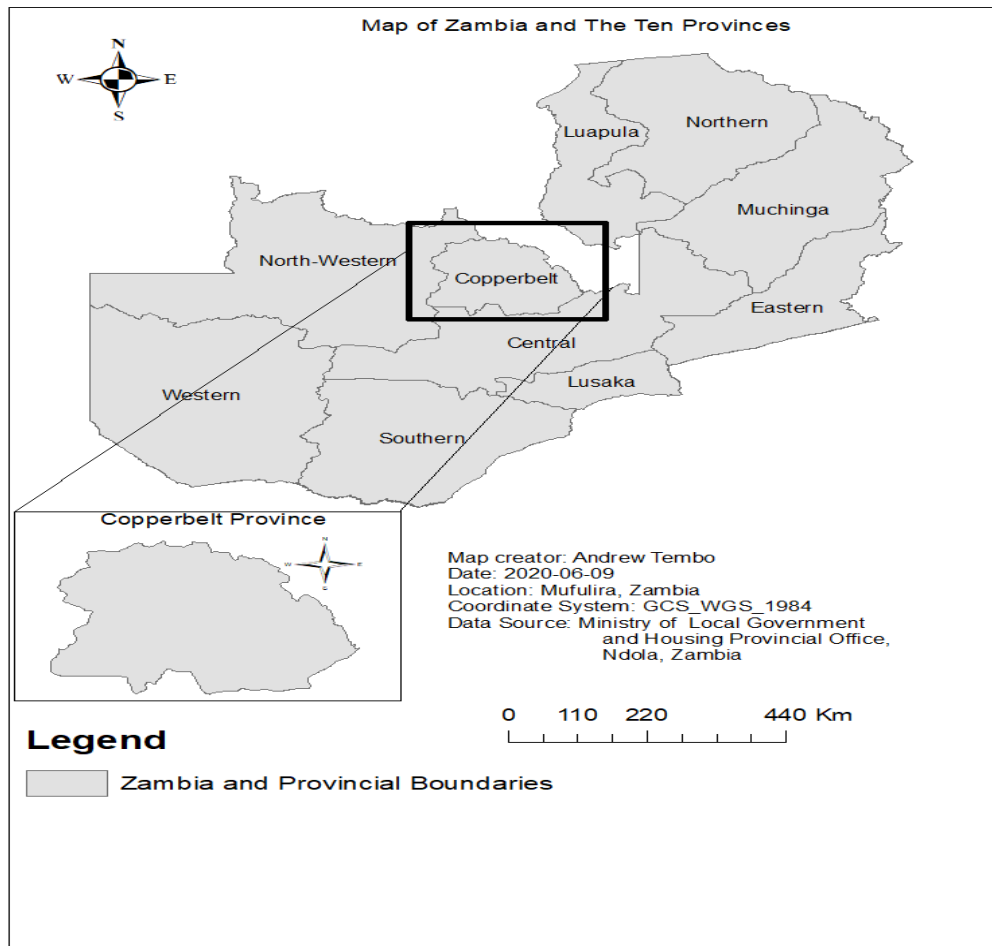 Map of Zambia and The Ten Provinces
N
W E
S
Luapula
Northern
Muchinga
North-Western
Copperbelt
Eastern
Central
Lusaka
Western
Southern
Copperbelt Province
N
W E
S
Map creator: Andrew Tembo
Date: 2020-06-09
Location: Mufulira, Zambia
Coordinate System: GCS_WGS_1984
Data Source: Ministry of Local Government
and Housing Provincial Office,
Ndola, Zambia
0 110 220 440 Km
Legend
Zambia and Provincial Boundaries